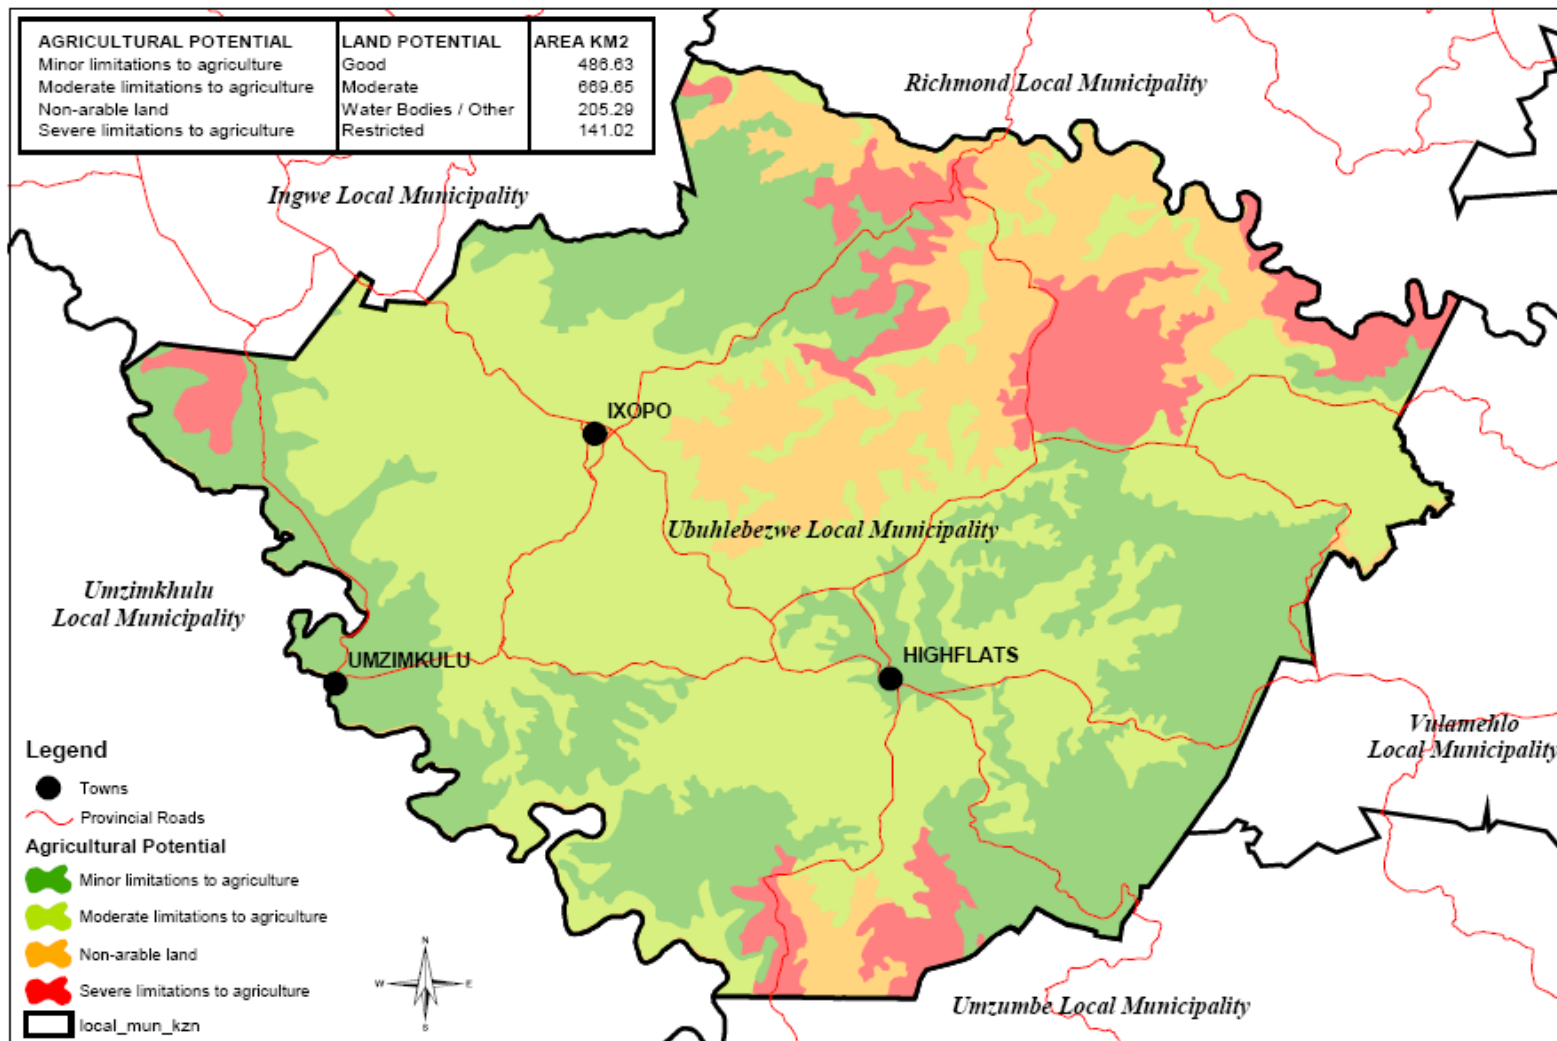 AGRICULTURAL POTENTIAL LAND POTENTIAL AREA KM2
Minor limitations to agriculture Good 486.63
Moderate limitations to agriculture Moderate 669.65
Non-arable land Water Bodies / Other 205.29
Severe limitations to agriculture Restricted 141.02
Richmond Local Municipality
Ingwe Local Municipality
IXOPO
Ubuhlebezwe Local Municipality
Umzimkhulu
Local Municipality
UMZIMKULU
HIGHFLATS
Vulamehlo
Local Municipality
Umzumbe Local Municipality
Legend
Towns
Provincial Roads
Agricultural Potential
Minor limitations to agriculture
Moderate limitations to agriculture
Non-arable land
Severe limitations to agriculture
local_mun_kzn
N
W E
S